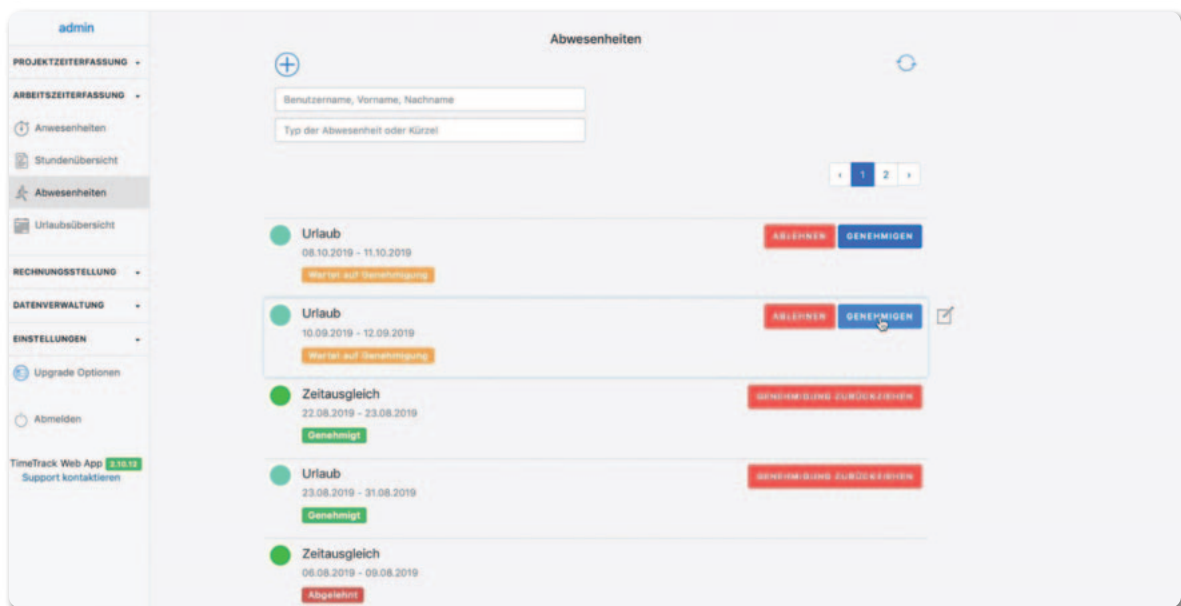 admin
PROJEKTZEITERFASSUNG
ARBEITSZEITERFASSUNG
Anwesenheiten
Stundenübersicht
Abwesenheiten
Urlaubsübersicht
RECHNUNGSSTELLUNG
DATENVERWALTUNG
EINSTELLUNGEN
Upgrade Optionen
Abmelden
TimeTrack Web App 2.10.12
Support kontaktieren
Abwesenheiten
Benutzername, Vorname, Nachname
Typ der Abwesenheit oder Kürzel
‹ 1 2 ›
Urlaub
ABLEHNEN GENEHMIGEN
08.10.2019 - 11.10.2019
Wartet auf Genehmigung
Urlaub
ABLEHNEN GENEHMIGEN
10.09.2019 - 12.09.2019
Wartet auf Genehmigung
Zeitausgleich
GENEHMIGUNG ZURÜCKZIEHEN
22.08.2019 - 23.08.2019
Genehmigt
Urlaub
GENEHMIGUNG ZURÜCKZIEHEN
23.08.2019 - 31.08.2019
Genehmigt
Zeitausgleich
06.08.2019 - 09.08.2019
Abgelehnt